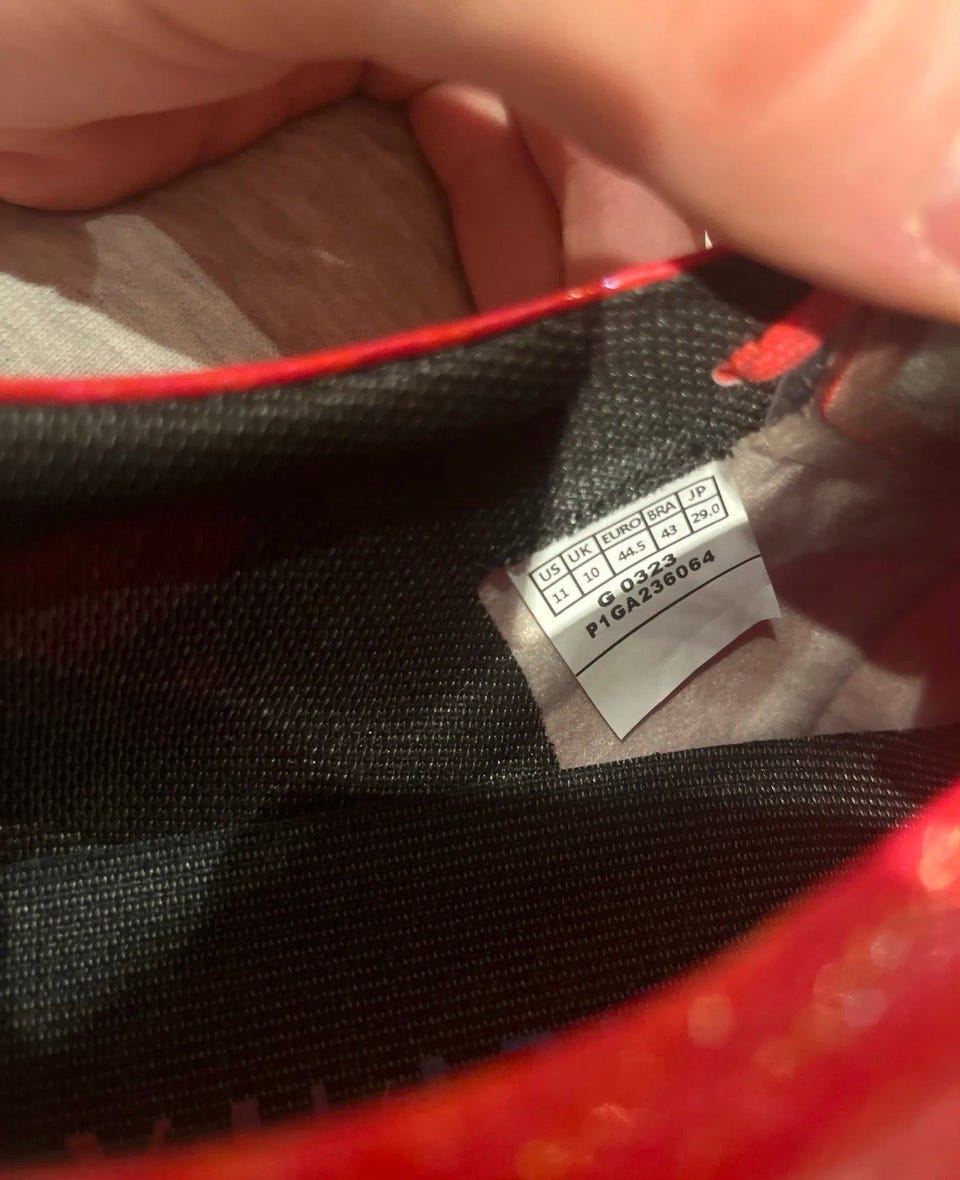 US UK EURO BRA JP
11 10 44.5 43 29.0
G 0323
P1GA236064